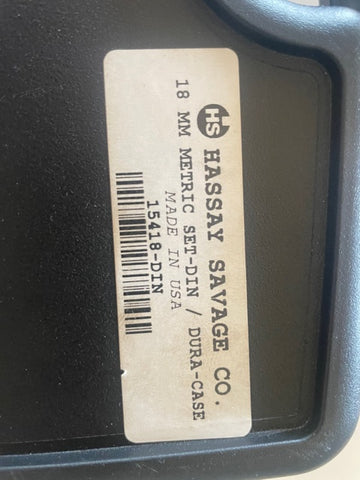 HS HASSAY SAVAGE CO.
18 MM METRIC SET-DIN / DURA-CASE
MADE IN USA
15418-DIN